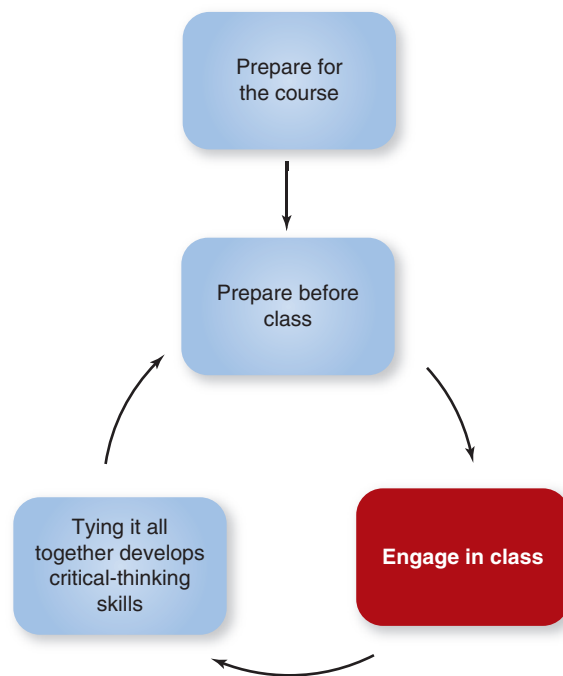 Prepare for
the course
Prepare before
class
Tying it all
together develops
critical-thinking
skills
Engage in class